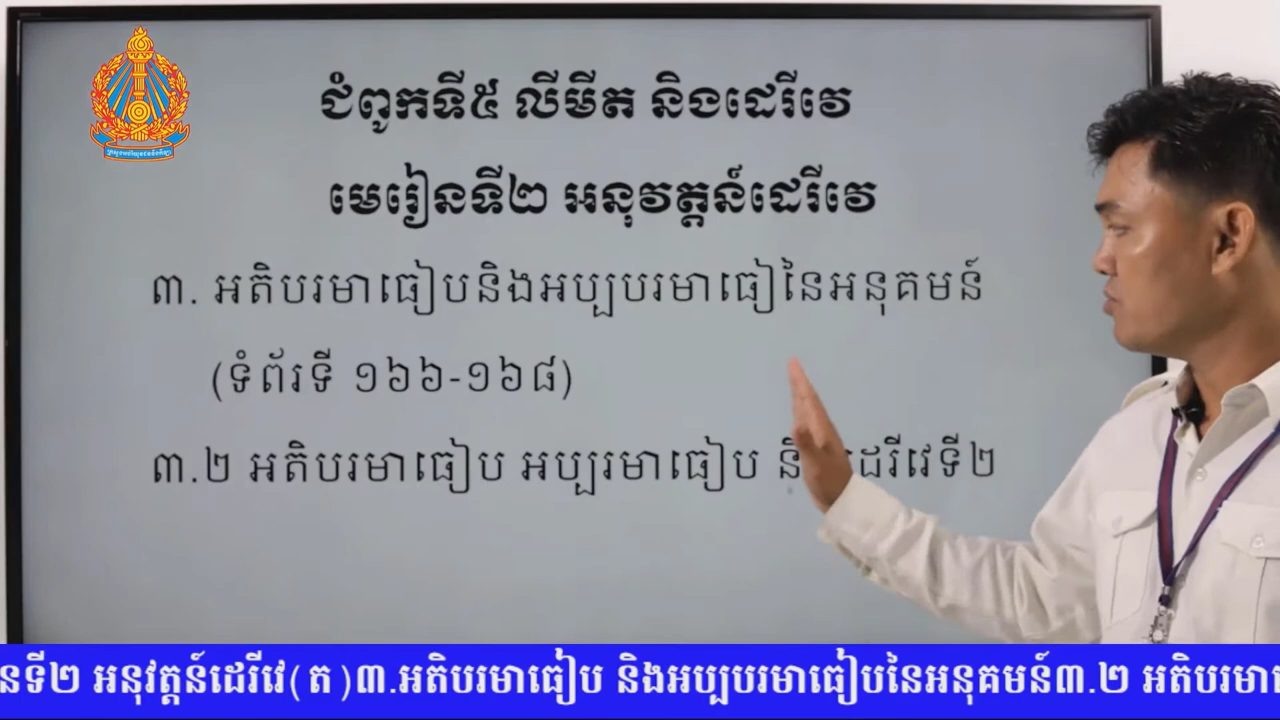 ជំពូកទី៥ លីមីត និងដេរីវេ
មេរៀនទី២ អនុវត្តន៍ដេរីវេ
៣. អតិបរមាធៀបនិងអប្បបរមាធៀនៃអនុគមន៍
(ទំព័រទី ១៦៦-១៦៨)
៣.២ អតិបរមាធៀប អប្បរមាធៀប និ ដេរីវេទី២
នទី២ អនុវត្តន៍ដេរីវេ( ត )៣.អតិបរមាធៀប និងអប្បបរមាធៀបនៃអនុគមន៍៣.២ អតិបរមា